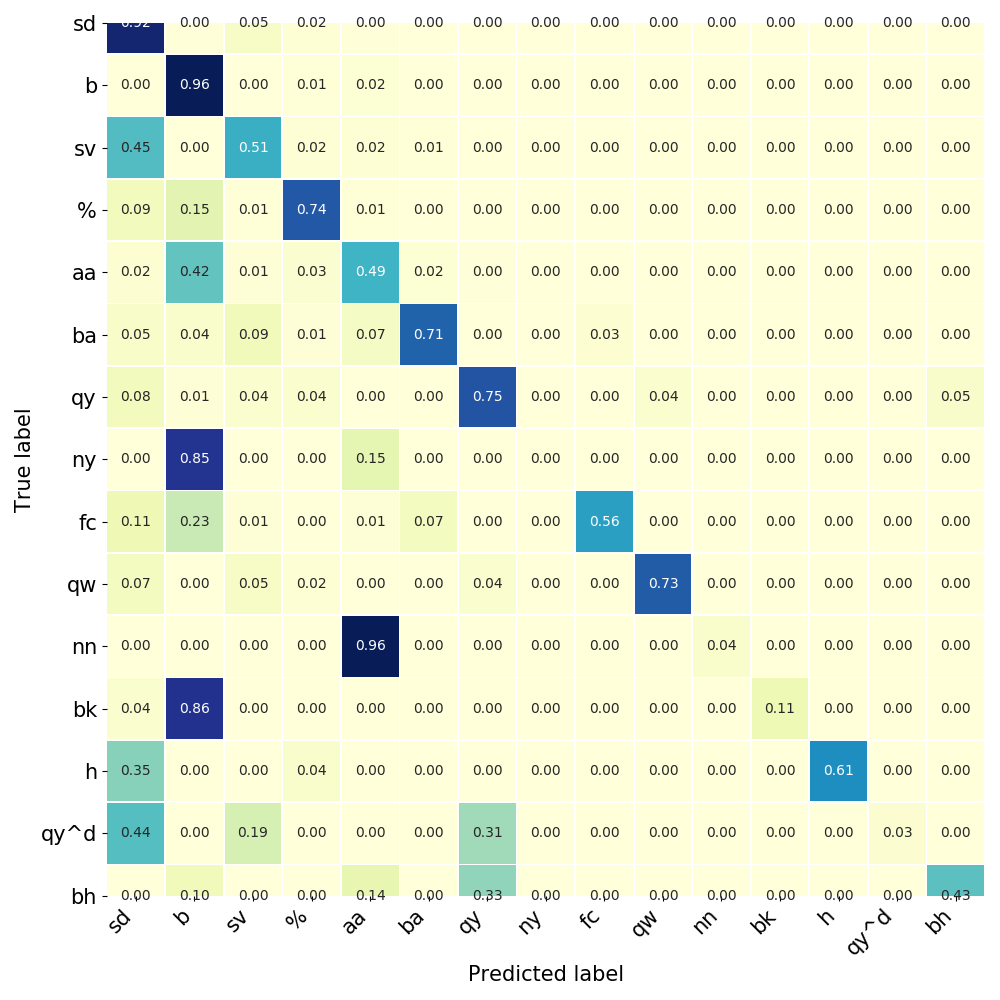 sd 0.92 0.00 0.05 0.02 0.00 0.00 0.00 0.00 0.00 0.00 0.00 0.00 0.00 0.00 0.00
b 0.00 0.96 0.00 0.01 0.02 0.00 0.00 0.00 0.00 0.00 0.00 0.00 0.00 0.00 0.00
sv 0.45 0.00 0.51 0.02 0.02 0.01 0.00 0.00 0.00 0.00 0.00 0.00 0.00 0.00 0.00
% 0.09 0.15 0.01 0.74 0.01 0.00 0.00 0.00 0.00 0.00 0.00 0.00 0.00 0.00 0.00
aa 0.02 0.42 0.01 0.03 0.49 0.02 0.00 0.00 0.00 0.00 0.00 0.00 0.00 0.00 0.00
ba 0.05 0.04 0.09 0.01 0.07 0.71 0.00 0.00 0.03 0.00 0.00 0.00 0.00 0.00 0.00
qy 0.08 0.01 0.04 0.04 0.00 0.00 0.75 0.00 0.00 0.04 0.00 0.00 0.00 0.00 0.05
ny 0.00 0.85 0.00 0.00 0.15 0.00 0.00 0.00 0.00 0.00 0.00 0.00 0.00 0.00 0.00
fc 0.11 0.23 0.01 0.00 0.01 0.07 0.00 0.00 0.56 0.00 0.00 0.00 0.00 0.00 0.00
qw 0.07 0.00 0.05 0.02 0.00 0.00 0.04 0.00 0.00 0.73 0.00 0.00 0.00 0.00 0.00
nn 0.00 0.00 0.00 0.00 0.96 0.00 0.00 0.00 0.00 0.00 0.04 0.00 0.00 0.00 0.00
bk 0.04 0.86 0.00 0.00 0.00 0.00 0.00 0.00 0.00 0.00 0.00 0.11 0.00 0.00 0.00
h 0.35 0.00 0.00 0.04 0.00 0.00 0.00 0.00 0.00 0.00 0.00 0.00 0.61 0.00 0.00
qy^d 0.44 0.00 0.19 0.00 0.00 0.00 0.31 0.00 0.00 0.00 0.00 0.00 0.00 0.03 0.00
bh 0.00 0.10 0.00 0.00 0.14 0.00 0.33 0.00 0.00 0.00 0.00 0.00 0.00 0.00 0.43
sd b sv % aa ba qy ny fc qw nn bk h qy^d bh
True label
Predicted label